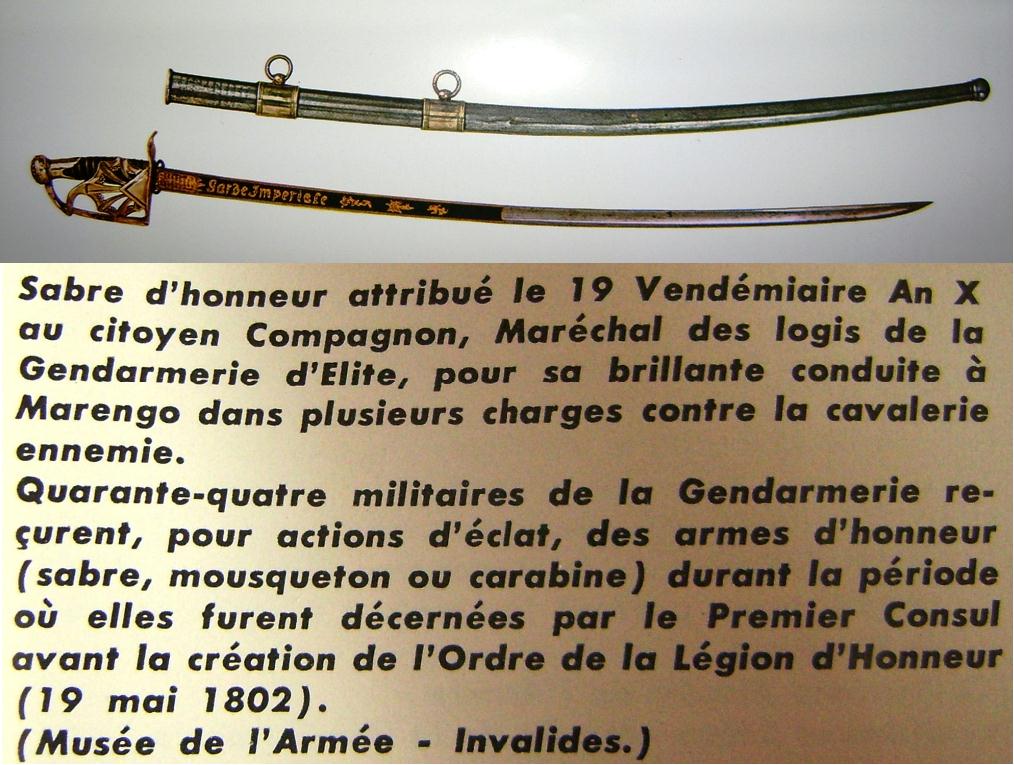 Garde Imperiale
Sabre d'honneur attribué le 19 Vendémiaire An X
au citoyen Compagnon, Maréchal des logis de la
Gendarmerie d'Elite, pour sa brillante conduite à
Marengo dans plusieurs charges contre la cavalerie
ennemie.
Quarante-quatre militaires de la Gendarmerie re-
çurent, pour actions d'éclat, des armes d'honneur
(sabre, mousqueton ou carabine) durant la période
où elles furent décernées par le Premier Consul
avant la création de l'Ordre de la Légion d'Honneur
(19 mai 1802).
(Musée de l'Armée - Invalides.)